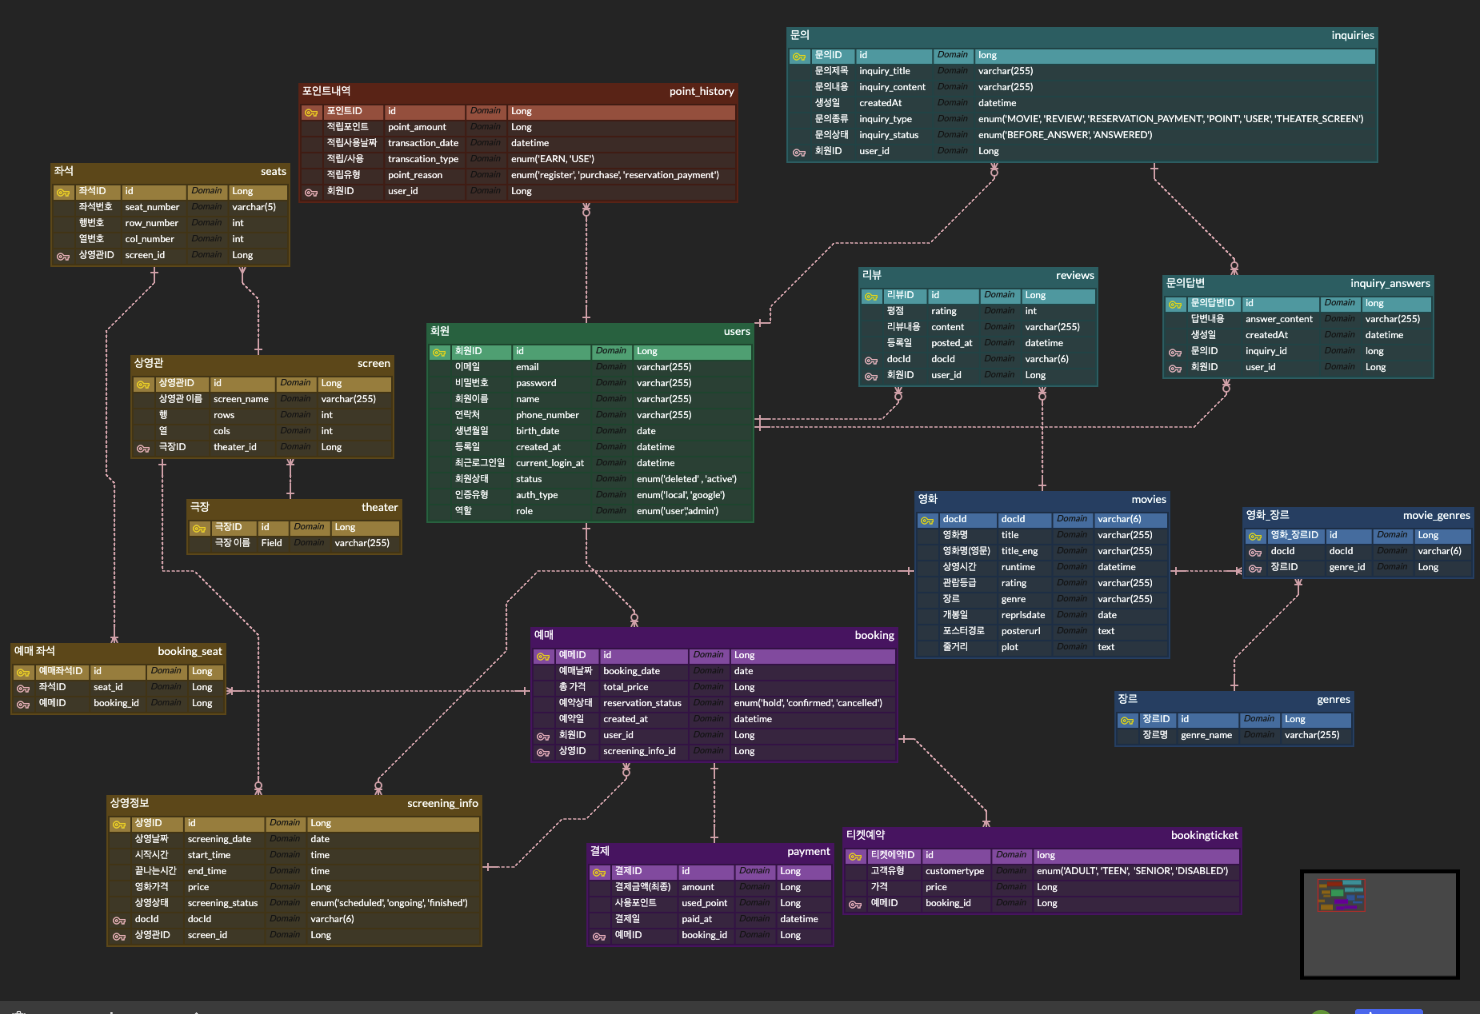 문의 inquiries
문의ID id Domain long
문의제목 inquiry_title Domain varchar(255)
문의내용 inquiry_content Domain varchar(255)
생성일 createdAt Domain datetime
문의종류 inquiry_type Domain enum('MOVIE', 'REVIEW', 'RESERVATION_PAYMENT', 'POINT', 'USER', 'THEATER_SCREEN')
문의상태 inquiry_status Domain enum('BEFORE_ANSWER', 'ANSWERED')
회원ID user_id Domain Long
포인트내역 point_history
포인트ID id Domain Long
적립포인트 point_amount Domain Long
적립사용날짜 transaction_date Domain datetime
적립/사용 transcation_type Domain enum('EARN, 'USE')
적립유형 point_reason Domain enum('register', 'purchase', 'reservation_payment')
회원ID user_id Domain Long
좌석 seats
좌석ID id Domain Long
좌석번호 seat_number Domain varchar(5)
행번호 row_number Domain int
열번호 col_number Domain int
상영관ID screen_id Domain Long
리뷰 reviews
리뷰ID id Domain Long
평점 rating Domain int
리뷰내용 content Domain varchar(255)
등록일 posted_at Domain datetime
docId docId Domain varchar(6)
회원ID user_id Domain Long
문의답변 inquiry_answers
문의답변ID id Domain long
답변내용 answer_content Domain varchar(255)
생성일 createdAt Domain datetime
문의ID inquiry_id Domain long
회원ID user_id Domain Long
회원 users
회원ID id Domain Long
이메일 email Domain varchar(255)
비밀번호 password Domain varchar(255)
회원이름 name Domain varchar(255)
연락처 phone_number Domain varchar(255)
생년월일 birth_date Domain date
등록일 created_at Domain datetime
최근로그인일 current_login_at Domain datetime
회원상태 status Domain enum('deleted' , 'active')
인증유형 auth_type Domain enum('local', 'google')
역할 role Domain enum('user','admin')
상영관 screen
상영관ID id Domain Long
상영관 이름 screen_name Domain varchar(255)
행 rows Domain int
열 cols Domain int
극장ID theater_id Domain Long
극장 theater
극장ID id Domain Long
극장 이름 Field Domain varchar(255)
영화 movies
docId docId Domain varchar(6)
영화명 title Domain varchar(255)
영화명(영문) title_eng Domain varchar(255)
상영시간 runtime Domain datetime
관람등급 rating Domain varchar(255)
장르 genre Domain varchar(255)
개봉일 reprlsdate Domain date
포스터경로 posterurl Domain text
줄거리 plot Domain text
영화_장르 movie_genres
영화_장르ID id Domain Long
docId docId Domain varchar(6)
장르ID genre_id Domain Long
예매 좌석 booking_seat
예매좌석ID id Domain Long
좌석ID seat_id Domain Long
예매ID booking_id Domain Long
예매 booking
예매ID id Domain Long
예매날짜 booking_date Domain date
총 가격 total_price Domain Long
예약상태 reservation_status Domain enum('hold', 'confirmed', 'cancelled')
예약일 created_at Domain datetime
회원ID user_id Domain Long
상영ID screening_info_id Domain Long
장르 genres
장르ID id Domain Long
장르명 genre_name Domain varchar(255)
상영정보 screening_info
상영ID id Domain Long
상영날짜 screening_date Domain date
시작시간 start_time Domain time
끝나는시간 end_time Domain time
영화가격 price Domain Long
상영상태 screening_status Domain enum('scheduled', 'ongoing', 'finished')
docId docId Domain varchar(6)
상영관ID screen_id Domain Long
결제 payment
결제ID id Domain Long
결제금액(최종) amount Domain Long
사용포인트 used_point Domain Long
결제일 paid_at Domain datetime
예매ID booking_id Domain Long
티켓예약 bookingticket
티켓예약ID id Domain long
고객유형 customertype Domain enum('ADULT', 'TEEN', 'SENIOR', 'DISABLED')
가격 price Domain Long
예매ID booking_id Domain Long